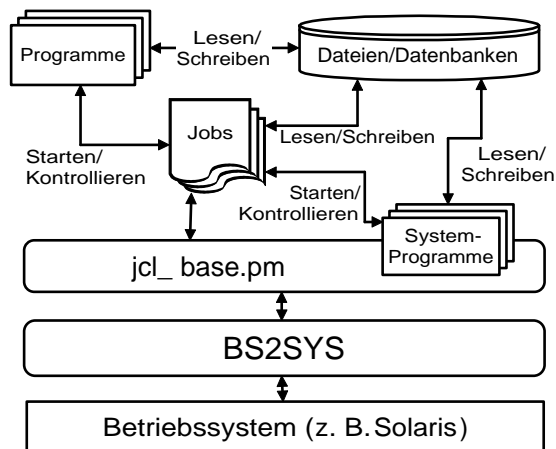 Programme
Lesen/
Schreiben
Dateien/Datenbanken
Jobs
Lesen/Schreiben
Starten/
Kontrollieren
Lesen/
Schreiben
Starten/
Kontrollieren
System-
Programme
jcl_ base.pm
BS2SYS
Betriebssystem (z. B. Solaris)